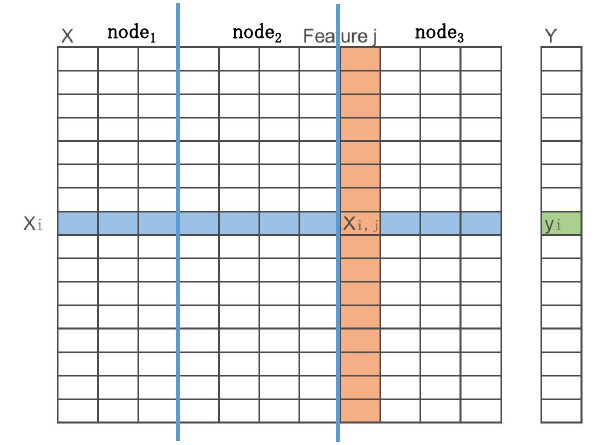 X node₁ node₂ Feature j node₃ Y
Xi Xi, j yi